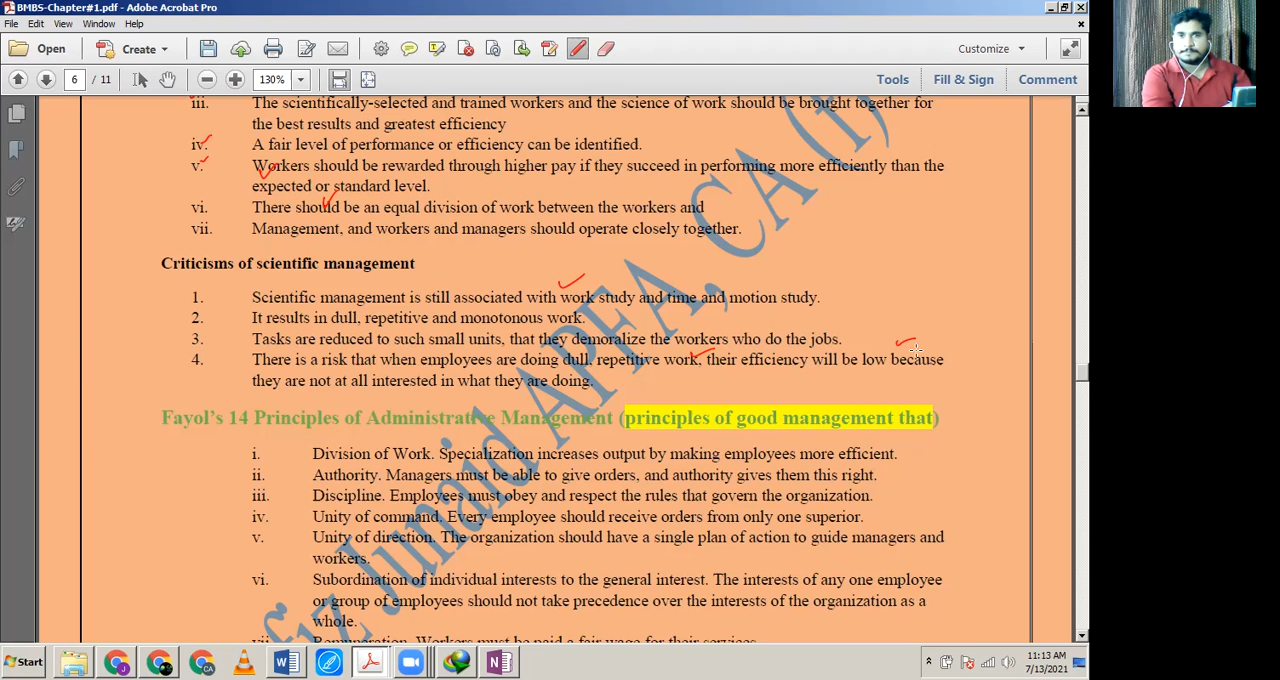 BMBS-Chapter#1.pdf - Adobe Acrobat Pro
File Edit View Window Help
Open Create Customize
6 / 11 130% Tools Fill & Sign Comment
iii. The scientifically-selected and trained workers and the science of work should be brought together for
the best results and greatest efficiency
iv. A fair level of performance or efficiency can be identified.
v. Workers should be rewarded through higher pay if they succeed in performing more efficiently than the
expected or standard level.
vi. There should be an equal division of work between the workers and
vii. Management, and workers and managers should operate closely together.
Criticisms of scientific management
1. Scientific management is still associated with work study and time and motion study.
2. It results in dull, repetitive and monotonous work.
3. Tasks are reduced to such small units, that they demoralize the workers who do the jobs.
4. There is a risk that when employees are doing dull, repetitive work, their efficiency will be low because
they are not at all interested in what they are doing.
Fayol's 14 Principles of Administrative Management (principles of good management that)
i. Division of Work. Specialization increases output by making employees more efficient.
ii. Authority. Managers must be able to give orders, and authority gives them this right.
iii. Discipline. Employees must obey and respect the rules that govern the organization.
iv. Unity of command. Every employee should receive orders from only one superior.
v. Unity of direction. The organization should have a single plan of action to guide managers and
workers.
vi. Subordination of individual interests to the general interest. The interests of any one employee
or group of employees should not take precedence over the interests of the organization as a
whole.
vii. Remuneration. Workers must be paid a fair wage for their services.
fiz Junaid APFA, CA (f)
Start 11:13 AM
7/13/2021